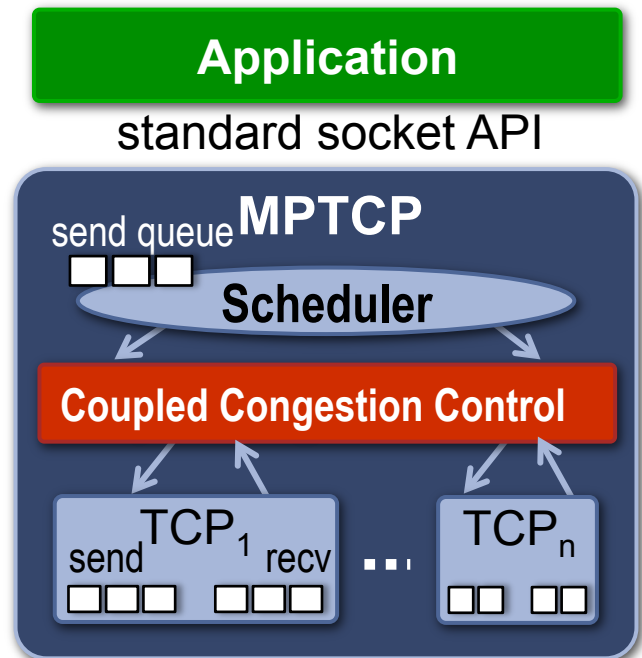 Application
standard socket API
MPTCP
send queue
Scheduler
Coupled Congestion Control
TCP1
send recv
...
TCPn